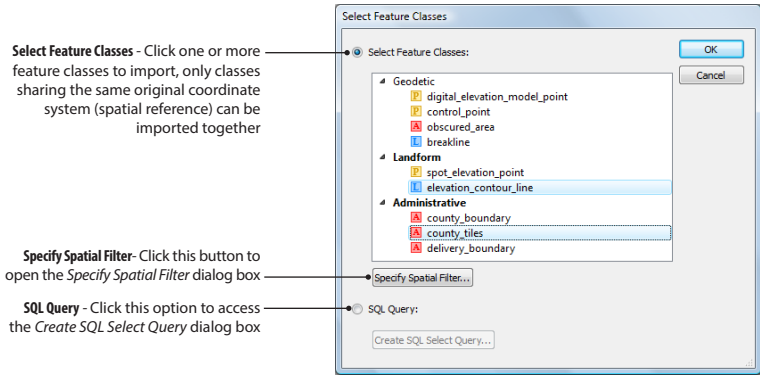 Select Feature Classes
Select Feature Classes - Click one or more
feature classes to import, only classes
sharing the same original coordinate
system (spatial reference) can be
imported together
Select Feature Classes:
OK
Cancel
Geodetic
P digital_elevation_model_point
P control_point
A obscured_area
L breakline
Landform
P spot_elevation_point
L elevation_contour_line
Administrative
A county_boundary
A county_tiles
A delivery_boundary
Specify Spatial Filter- Click this button to
open the Specify Spatial Filter dialog box
Specify Spatial Filter...
SQL Query - Click this option to access
the Create SQL Select Query dialog box
SQL Query:
Create SQL Select Query...